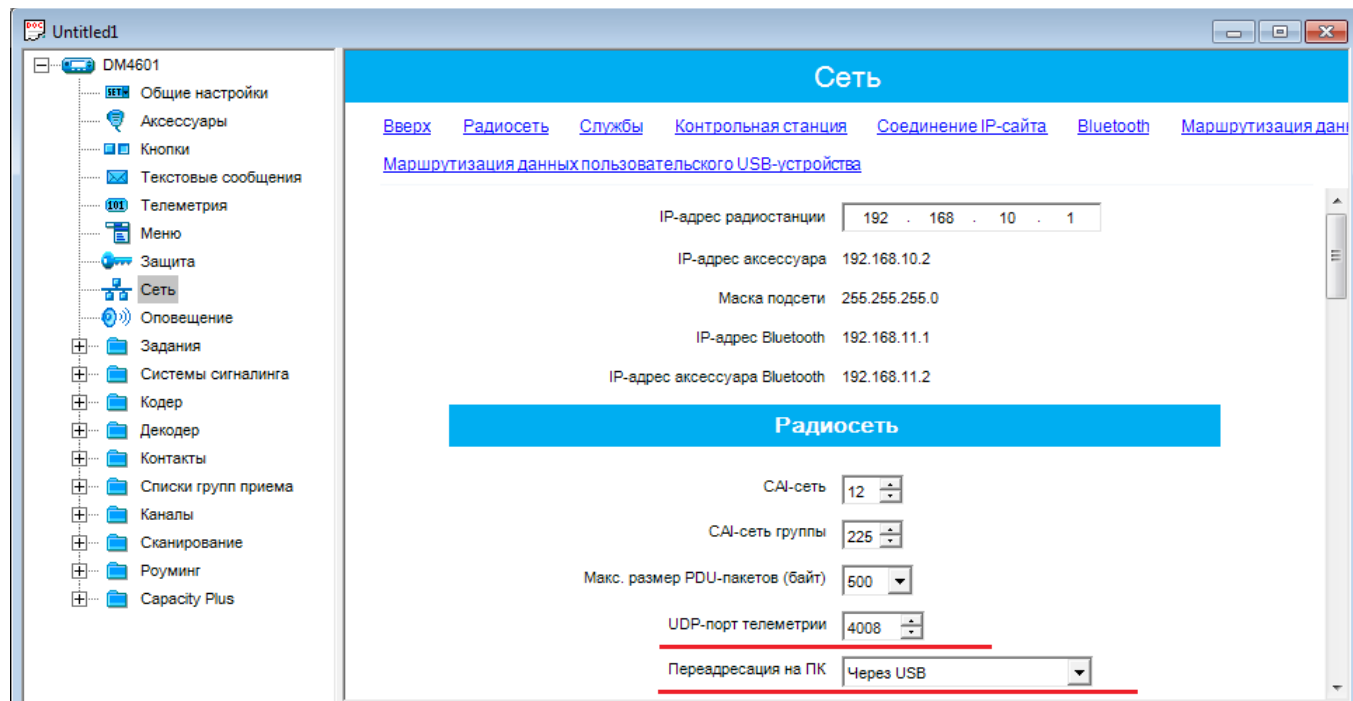 Untitled1
DM4601
Общие настройки
Аксессуары
Кнопки
Текстовые сообщения
Телеметрия
Меню
Защита
Сеть
Оповещение
Задания
Системы сигналинга
Кодер
Декодер
Контакты
Списки групп приема
Каналы
Сканирование
Роуминг
Capacity Plus
Сеть
Вверх Радиосеть Службы Контрольная станция Соединение IP-сайта Bluetooth Маршрутизация данн
Маршрутизация данных пользовательского USB-устройства
IP-адрес радиостанции 192 . 168 . 10 . 1
IP-адрес аксессуара 192.168.10.2
Маска подсети 255.255.255.0
IP-адрес Bluetooth 192.168.11.1
IP-адрес аксессуара Bluetooth 192.168.11.2
Радиосеть
CAI-сеть 12
CAI-сеть группы 225
Макс. размер PDU-пакетов (байт) 500
UDP-порт телеметрии 4008
Переадресация на ПК Через USB